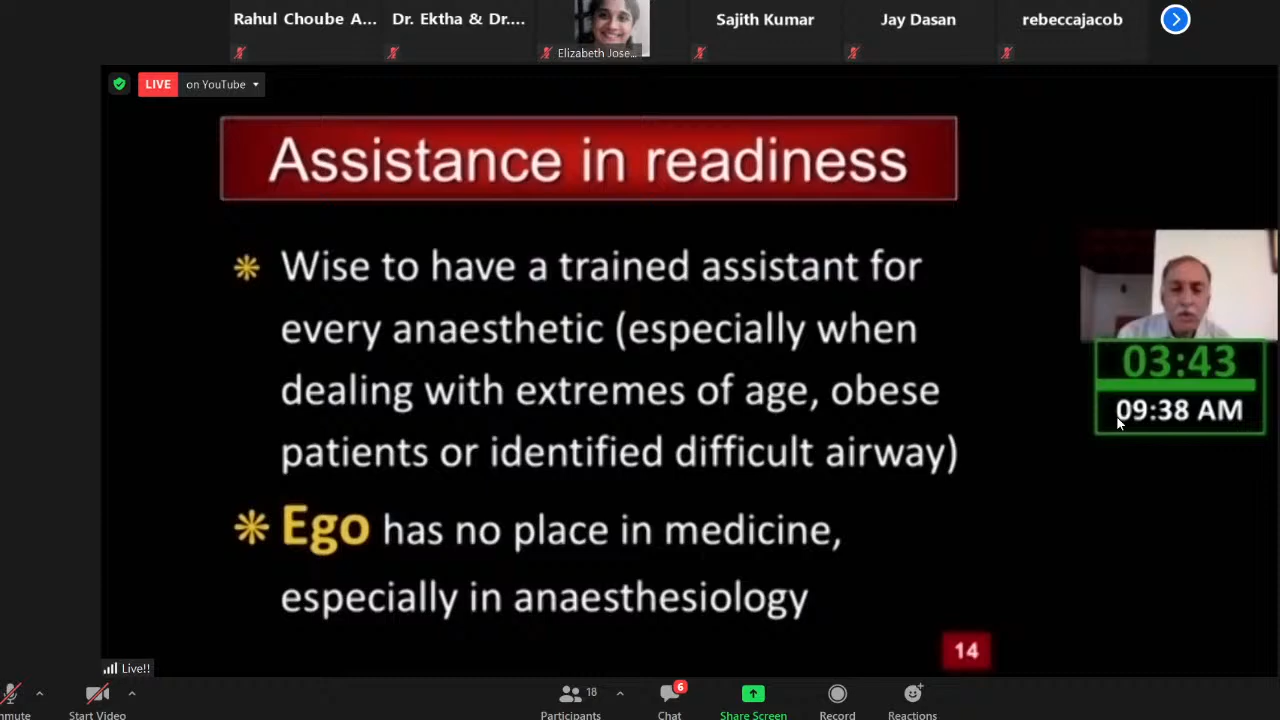 Rahul Choube A...
Dr. Ektha & Dr....
Elizabeth Jose...
Sajith Kumar
Jay Dasan
rebeccajacob
LIVE on YouTube
Assistance in readiness
Wise to have a trained assistant for
every anaesthetic (especially when
dealing with extremes of age, obese
patients or identified difficult airway)
Ego has no place in medicine,
especially in anaesthesiology
03:43
09:38 AM
14
Live!!
nmute
Start Video
Participants
18
Chat
6
Share Screen
Record
Reactions